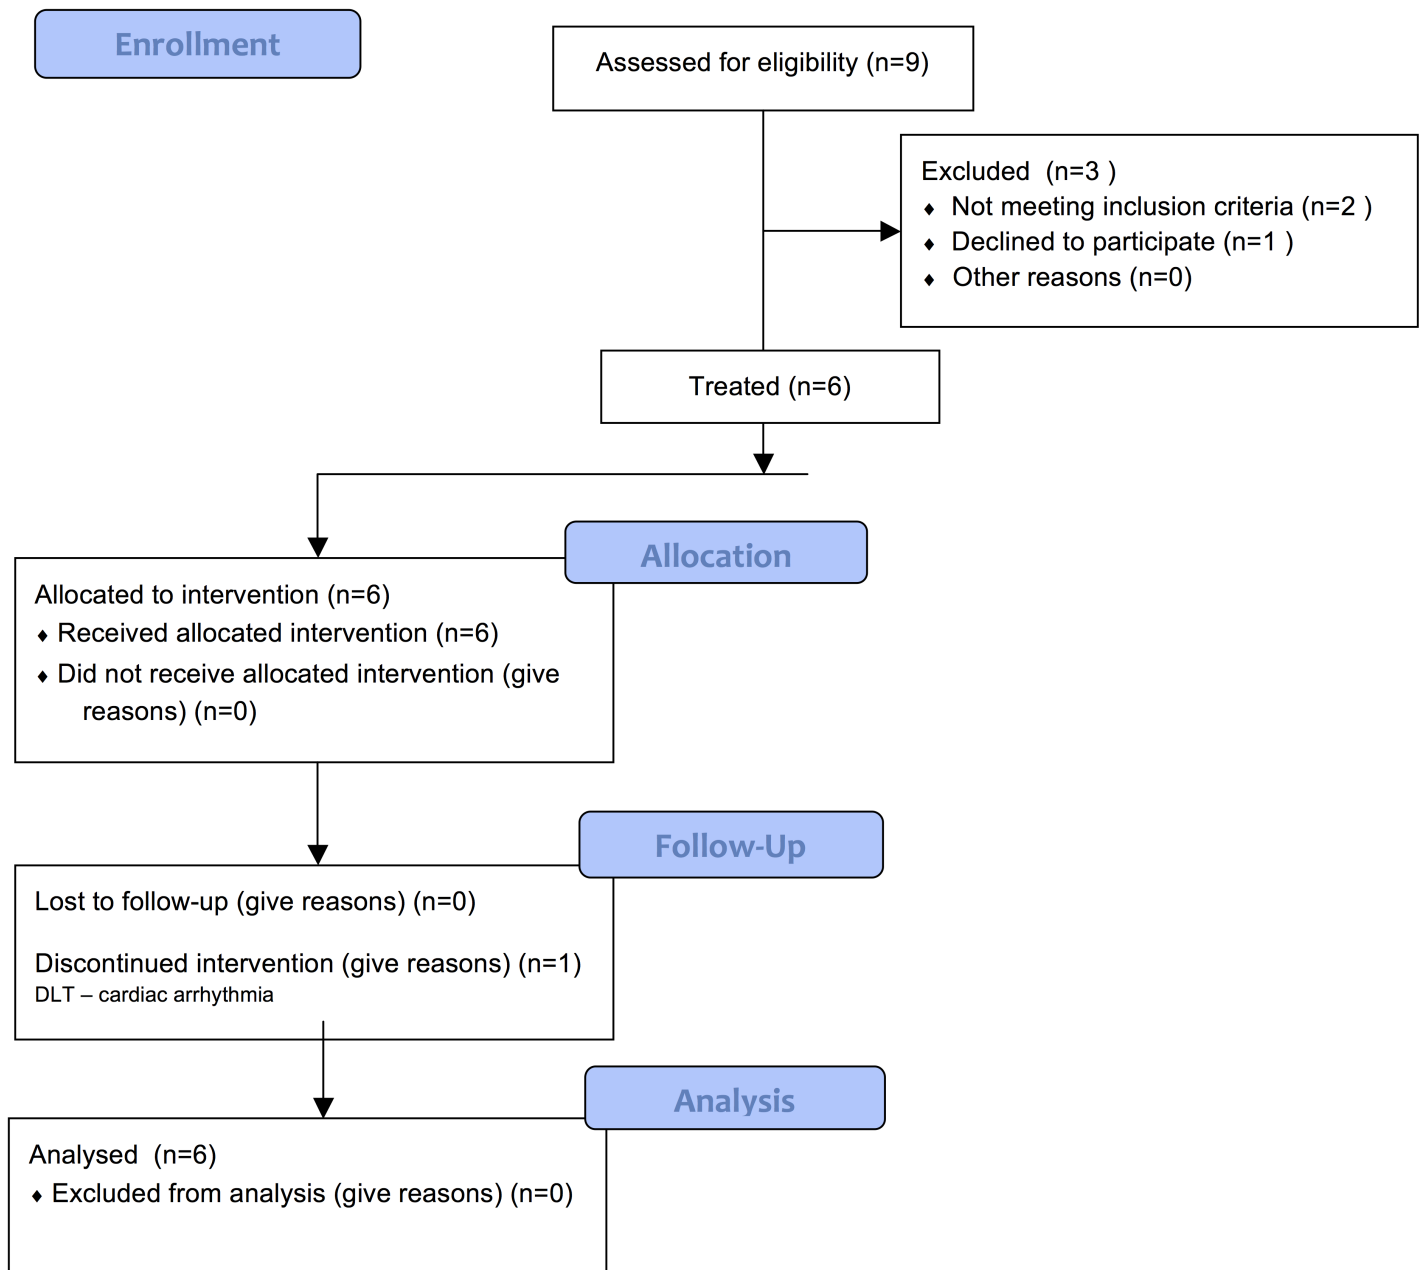 Enrollment
Assessed for eligibility (n=9)
Excluded  (n=3 )
♦ Not meeting inclusion criteria (n=2 )
♦ Declined to participate (n=1 )
♦ Other reasons (n=0)
Treated (n=6)
Allocation
Allocated to intervention (n=6)
♦ Received allocated intervention (n=6)
♦ Did not receive allocated intervention (give
reasons) (n=0)
Follow-Up
Lost to follow-up (give reasons) (n=0)
Discontinued intervention (give reasons) (n=1)
DLT – cardiac arrhythmia
Analysis
Analysed  (n=6)
♦ Excluded from analysis (give reasons) (n=0)